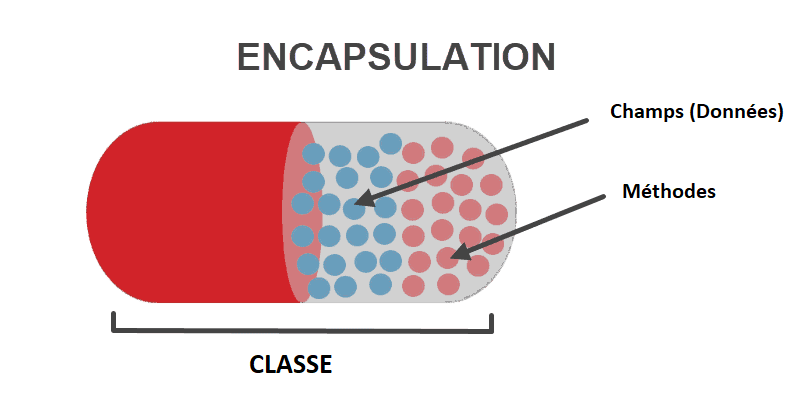 ENCAPSULATION
Champs (Données)
Méthodes
CLASSE